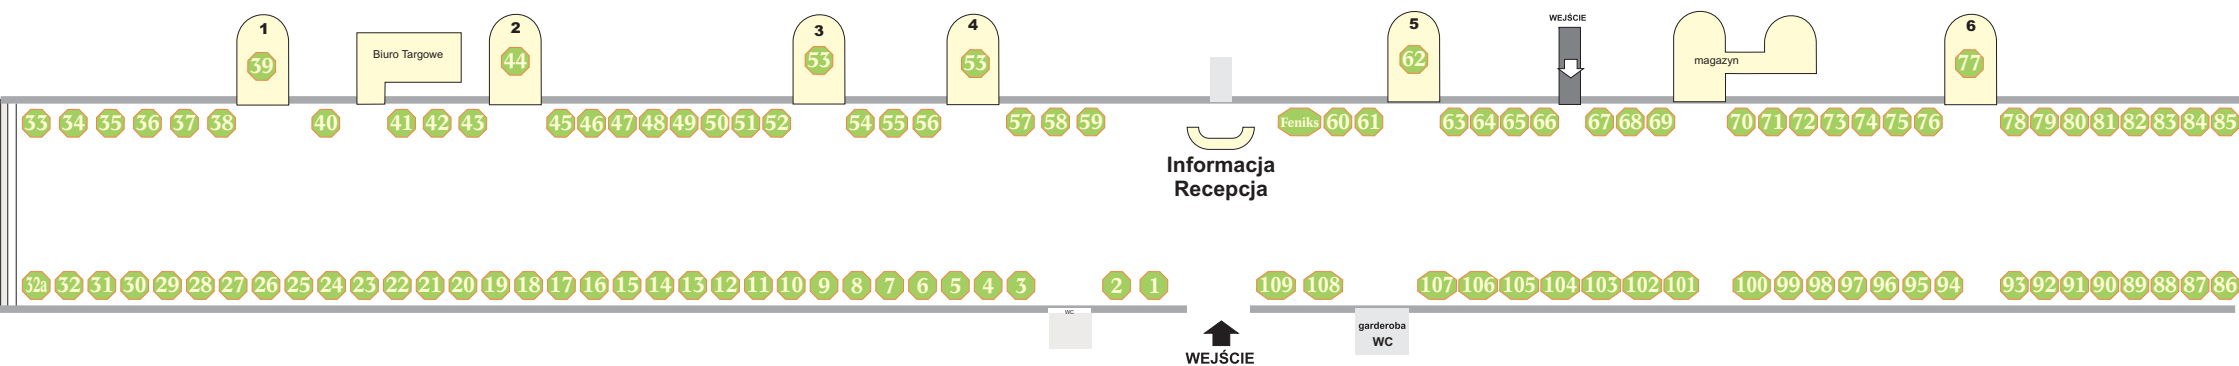 1
2
3
4
5
WEJŚCIE
6
39
Biuro Targowe
44
53
53
62
magazyn
77
33 34 35 36 37 38 40 41 42 43 45 46 47 48 49 50 51 52 54 55 56 57 58 59 Feniks 60 61 63 64 65 66 67 68 69 70 71 72 73 74 75 76 78 79 80 81 82 83 84 85
Informacja
Recepcja
32a 32 31 30 29 28 27 26 25 24 23 22 21 20 19 18 17 16 15 14 13 12 11 10 9 8 7 6 5 4 3 2 1 109 108 107 106 105 104 103 102 101 100 99 98 97 96 95 94 93 92 91 90 89 88 87 86
WC
garderoba
WC
WEJŚCIE